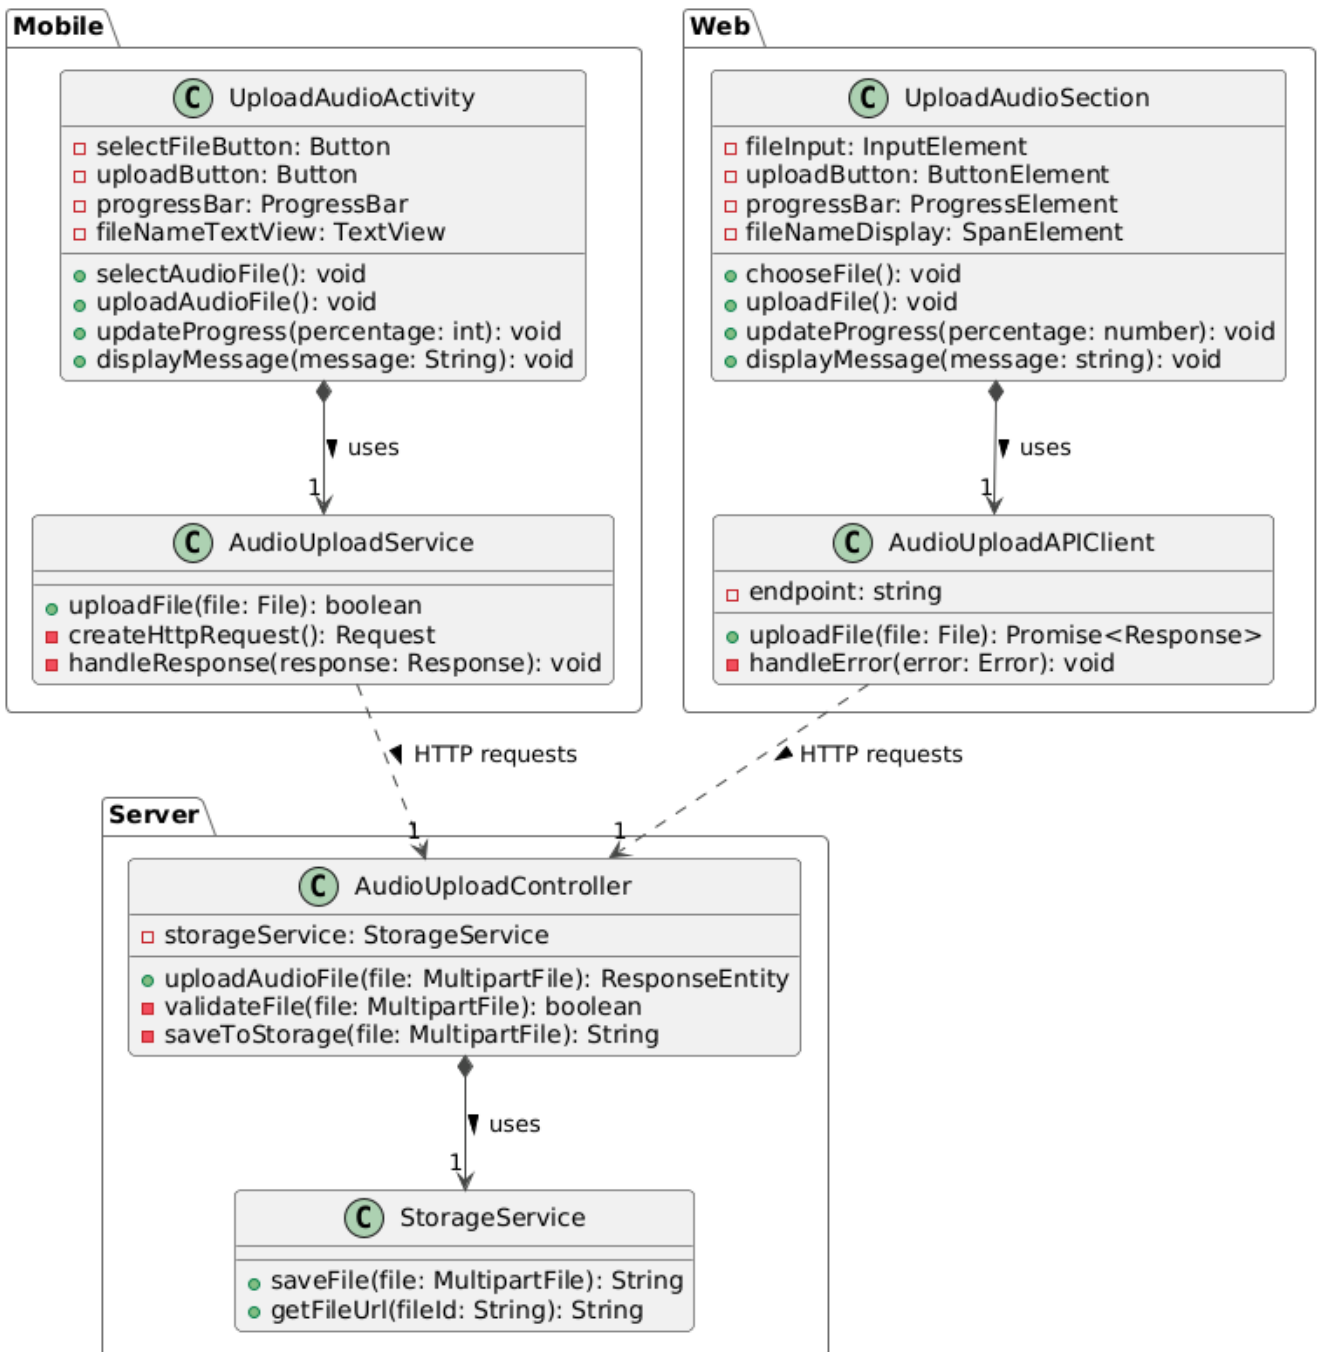 Mobile
C UploadAudioActivity
selectFileButton: Button
uploadButton: Button
progressBar: ProgressBar
fileNameTextView: TextView
selectAudioFile(): void
uploadAudioFile(): void
updateProgress(percentage: int): void
displayMessage(message: String): void
uses
1
C AudioUploadService
uploadFile(file: File): boolean
createHttpRequest(): Request
handleResponse(response: Response): void
Web
C UploadAudioSection
fileInput: InputElement
uploadButton: ButtonElement
progressBar: ProgressElement
fileNameDisplay: SpanElement
chooseFile(): void
uploadFile(): void
updateProgress(percentage: number): void
displayMessage(message: string): void
uses
1
C AudioUploadAPIClient
endpoint: string
uploadFile(file: File): Promise<Response>
handleError(error: Error): void
HTTP requests
1
HTTP requests
1
Server
C AudioUploadController
storageService: StorageService
uploadAudioFile(file: MultipartFile): ResponseEntity
validateFile(file: MultipartFile): boolean
saveToStorage(file: MultipartFile): String
uses
1
C StorageService
saveFile(file: MultipartFile): String
getFileUrl(fileId: String): String